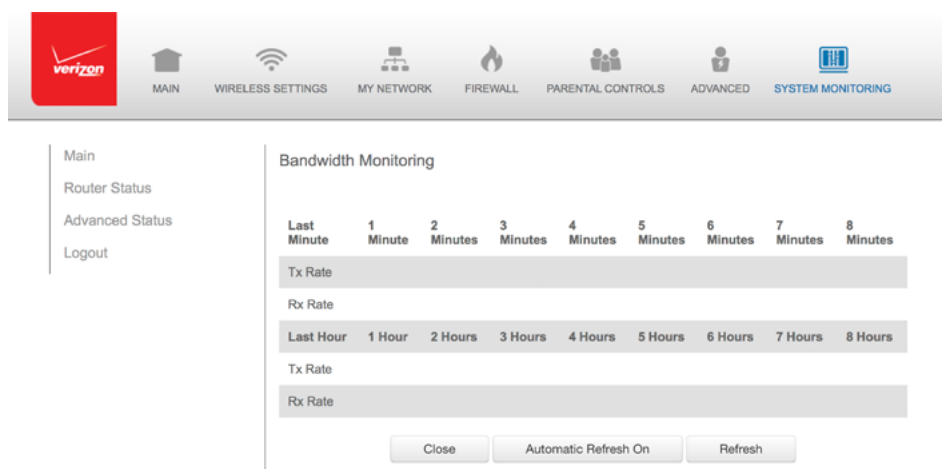 verizon
MAIN WIRELESS SETTINGS MY NETWORK FIREWALL PARENTAL CONTROLS ADVANCED SYSTEM MONITORING
Main
Router Status
Advanced Status
Logout
Bandwidth Monitoring
Last Minute 1 Minute 2 Minutes 3 Minutes 4 Minutes 5 Minutes 6 Minutes 7 Minutes 8 Minutes
Tx Rate
Rx Rate
Last Hour 1 Hour 2 Hours 3 Hours 4 Hours 5 Hours 6 Hours 7 Hours 8 Hours
Tx Rate
Rx Rate
Close Automatic Refresh On Refresh